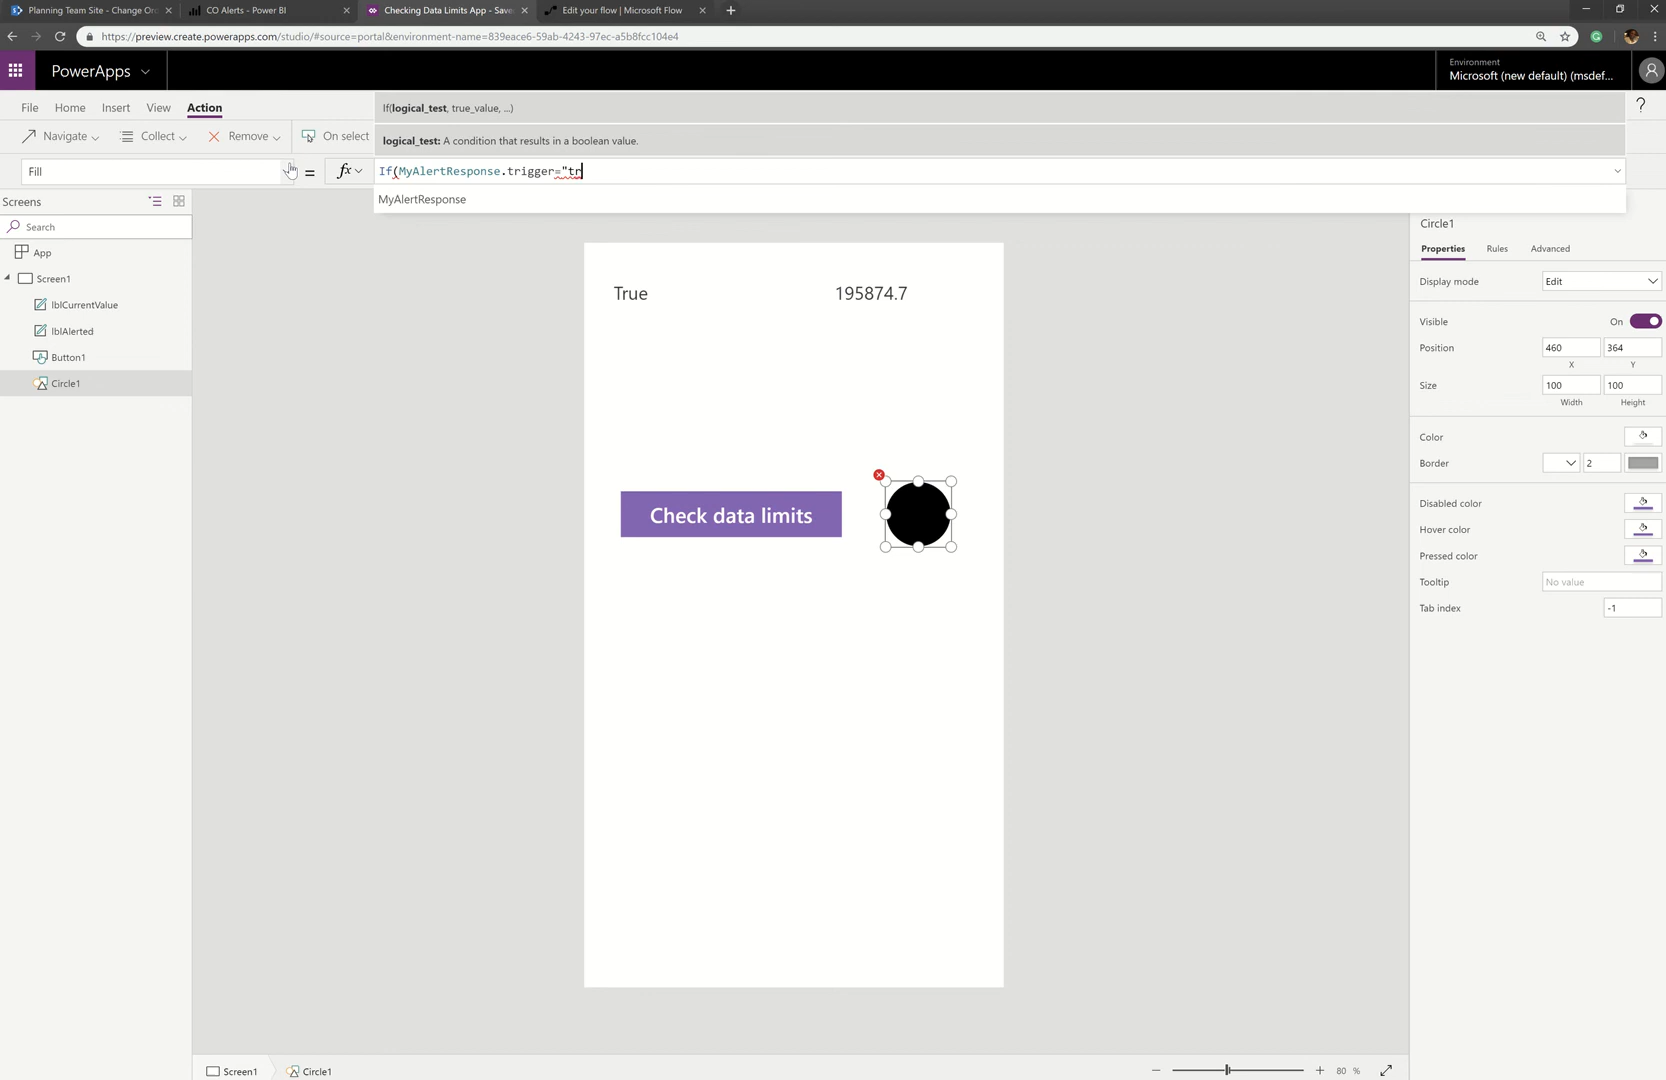 Planning Team Site - Change Or
CO Alerts - Power BI
Checking Data Limits App - Save
Edit your flow | Microsoft Flow
https://preview.create.powerapps.com/studio/#source=portal&environment-name=839eace6-59ab-4243-97ec-a5b8fcc104e4
PowerApps
Environment
Microsoft (new default) (msdef...
File Home Insert View Action
If(logical_test, true_value, ...)
?
Navigate Collect Remove On select
logical_test: A condition that results in a boolean value.
Fill = fx If(MyAlertResponse.trigger="tr
MyAlertResponse
Screens
Search
App
Screen1
lblCurrentValue
lblAlerted
Button1
Circle1
True
195874.7
Check data limits
Circle1
Properties Rules Advanced
Display mode Edit
Visible On
Position 460 364
X Y
Size 100 100
Width Height
Color
Border 2
Disabled color
Hover color
Pressed color
Tooltip No value
Tab index -1
Screen1 Circle1
80 %